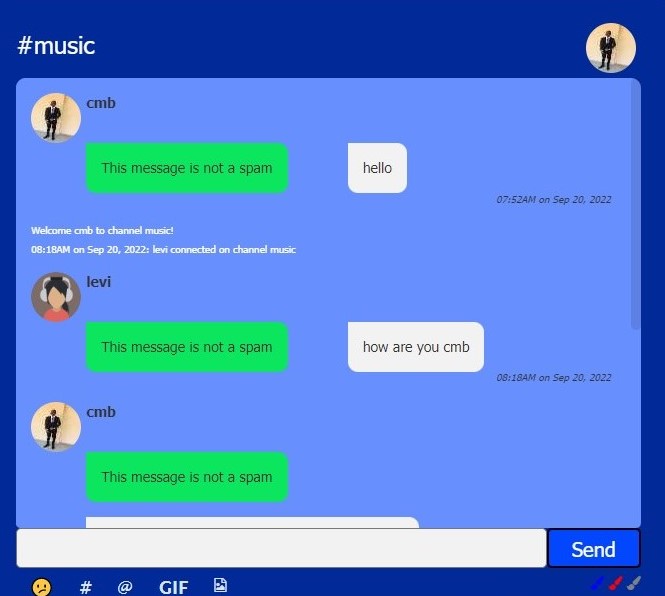 #music
cmb
This message is not a spam
hello
07:52AM on Sep 20, 2022
Welcome cmb to channel music!
08:18AM on Sep 20, 2022: levi connected on channel music
levi
This message is not a spam
how are you cmb
08:18AM on Sep 20, 2022
cmb
This message is not a spam
Send
# @ GIF